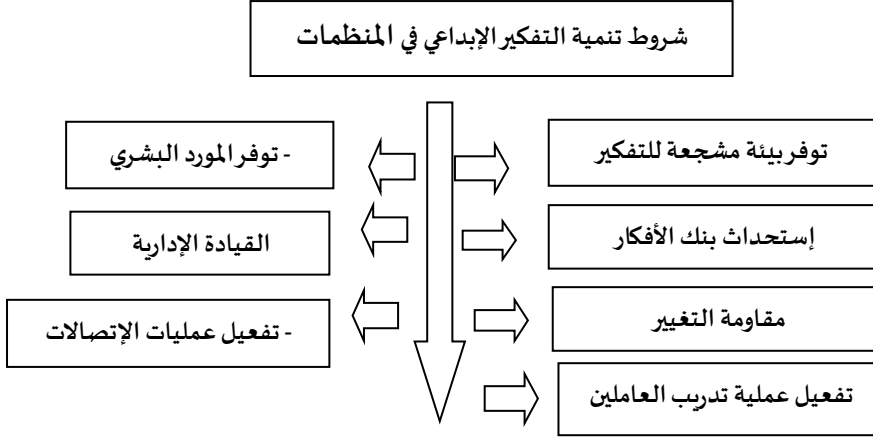 شروط تنمية التفكير الإبداعي في المنظمات
توفر بيئة مشجعة للتفكير
- توفر المورد البشري
إستحداث بنك الأفكار
القيادة الإدارية
مقاومة التغيير
- تفعيل عمليات الإتصالات
تفعيل عملية تدريب العاملين